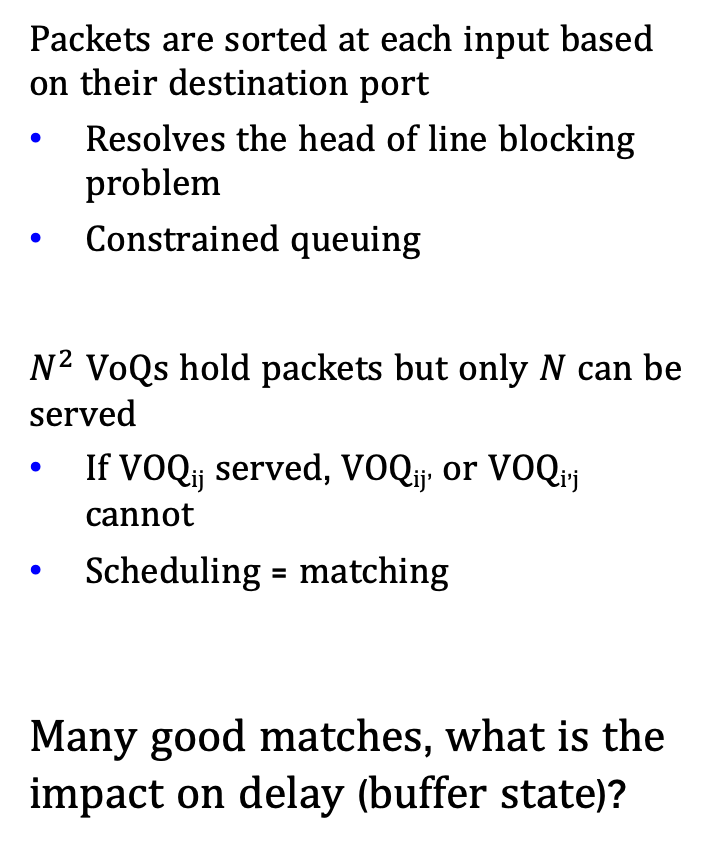 Packets are sorted at each input based
on their destination port
• Resolves the head of line blocking
problem
• Constrained queuing
N² VoQs hold packets but only N can be
served
• If VOQij served, VOQij' or VOQi'j
cannot
• Scheduling = matching
Many good matches, what is the
impact on delay (buffer state)?